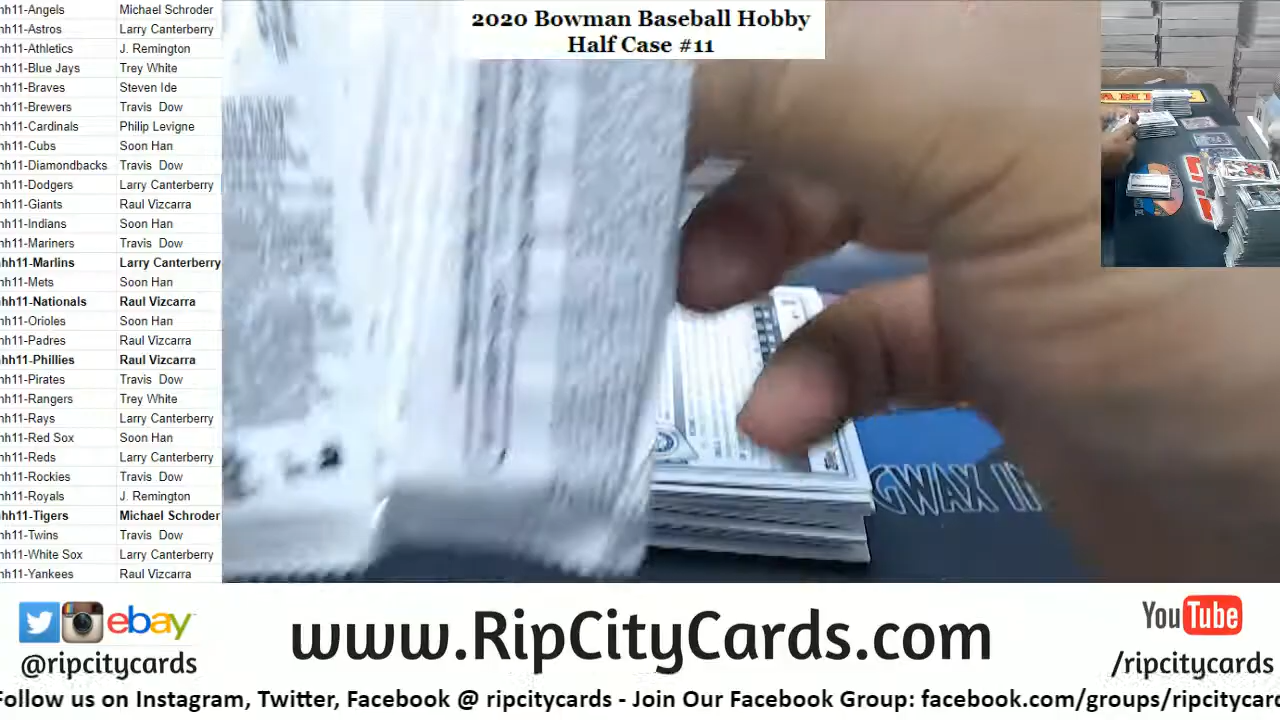 2020 Bowman Baseball Hobby
Half Case #11
hh11-Angels Michael Schroder
hh11-Astros Larry Canterberry
hh11-Athletics J. Remington
hh11-Blue Jays Trey White
hh11-Braves Steven Ide
hh11-Brewers Travis Dow
hh11-Cardinals Philip Levigne
hh11-Cubs Soon Han
hh11-Diamondbacks Travis Dow
hh11-Dodgers Larry Canterberry
hh11-Giants Raul Vizcarra
hh11-Indians Soon Han
hh11-Mariners Travis Dow
hh11-Marlins Larry Canterberry
hh11-Mets Soon Han
hh11-Nationals Raul Vizcarra
hh11-Orioles Soon Han
hh11-Padres Raul Vizcarra
hh11-Phillies Raul Vizcarra
hh11-Pirates Travis Dow
hh11-Rangers Trey White
hh11-Rays Larry Canterberry
hh11-Red Sox Soon Han
hh11-Reds Larry Canterberry
hh11-Rockies Travis Dow
hh11-Royals J. Remington
hh11-Tigers Michael Schroder
hh11-Twins Travis Dow
hh11-White Sox Larry Canterberry
hh11-Yankees Raul Vizcarra
GWAX
ebay
@ripcitycards
www.RipCityCards.com
YouTube
/ripcitycards
Follow us on Instagram, Twitter, Facebook @ ripcitycards - Join Our Facebook Group: facebook.com/groups/ripcitycard